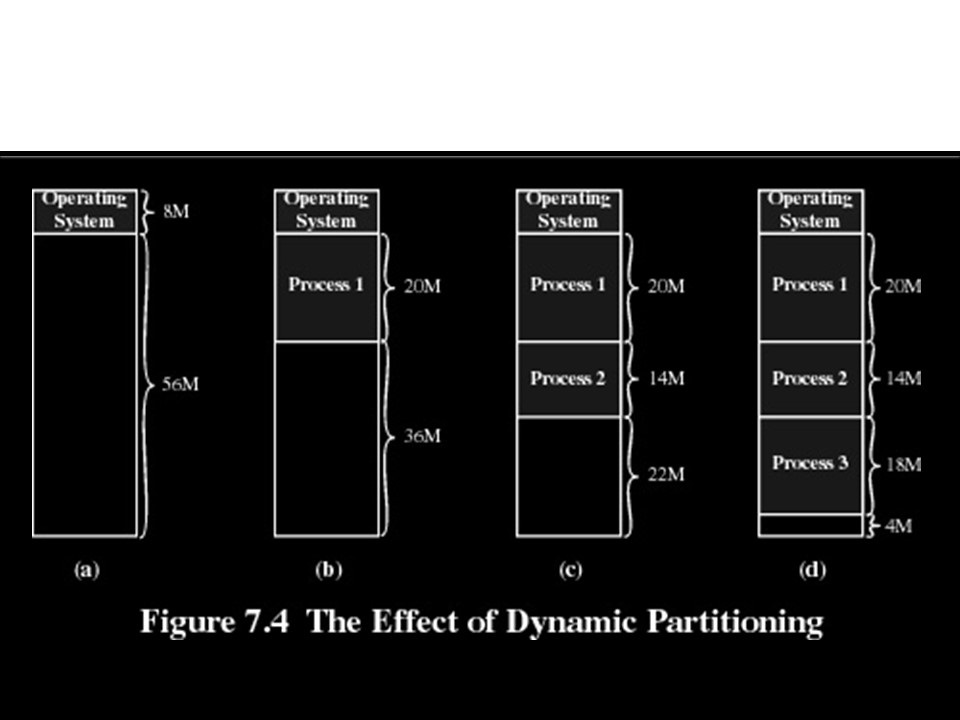 Operating
System
8M
56M
(a)
Operating
System
Process 1
20M
36M
(b)
Operating
System
Process 1
20M
Process 2
14M
22M
(c)
Operating
System
Process 1
20M
Process 2
14M
Process 3
18M
4M
(d)
Figure 7.4 The Effect of Dynamic Partitioning